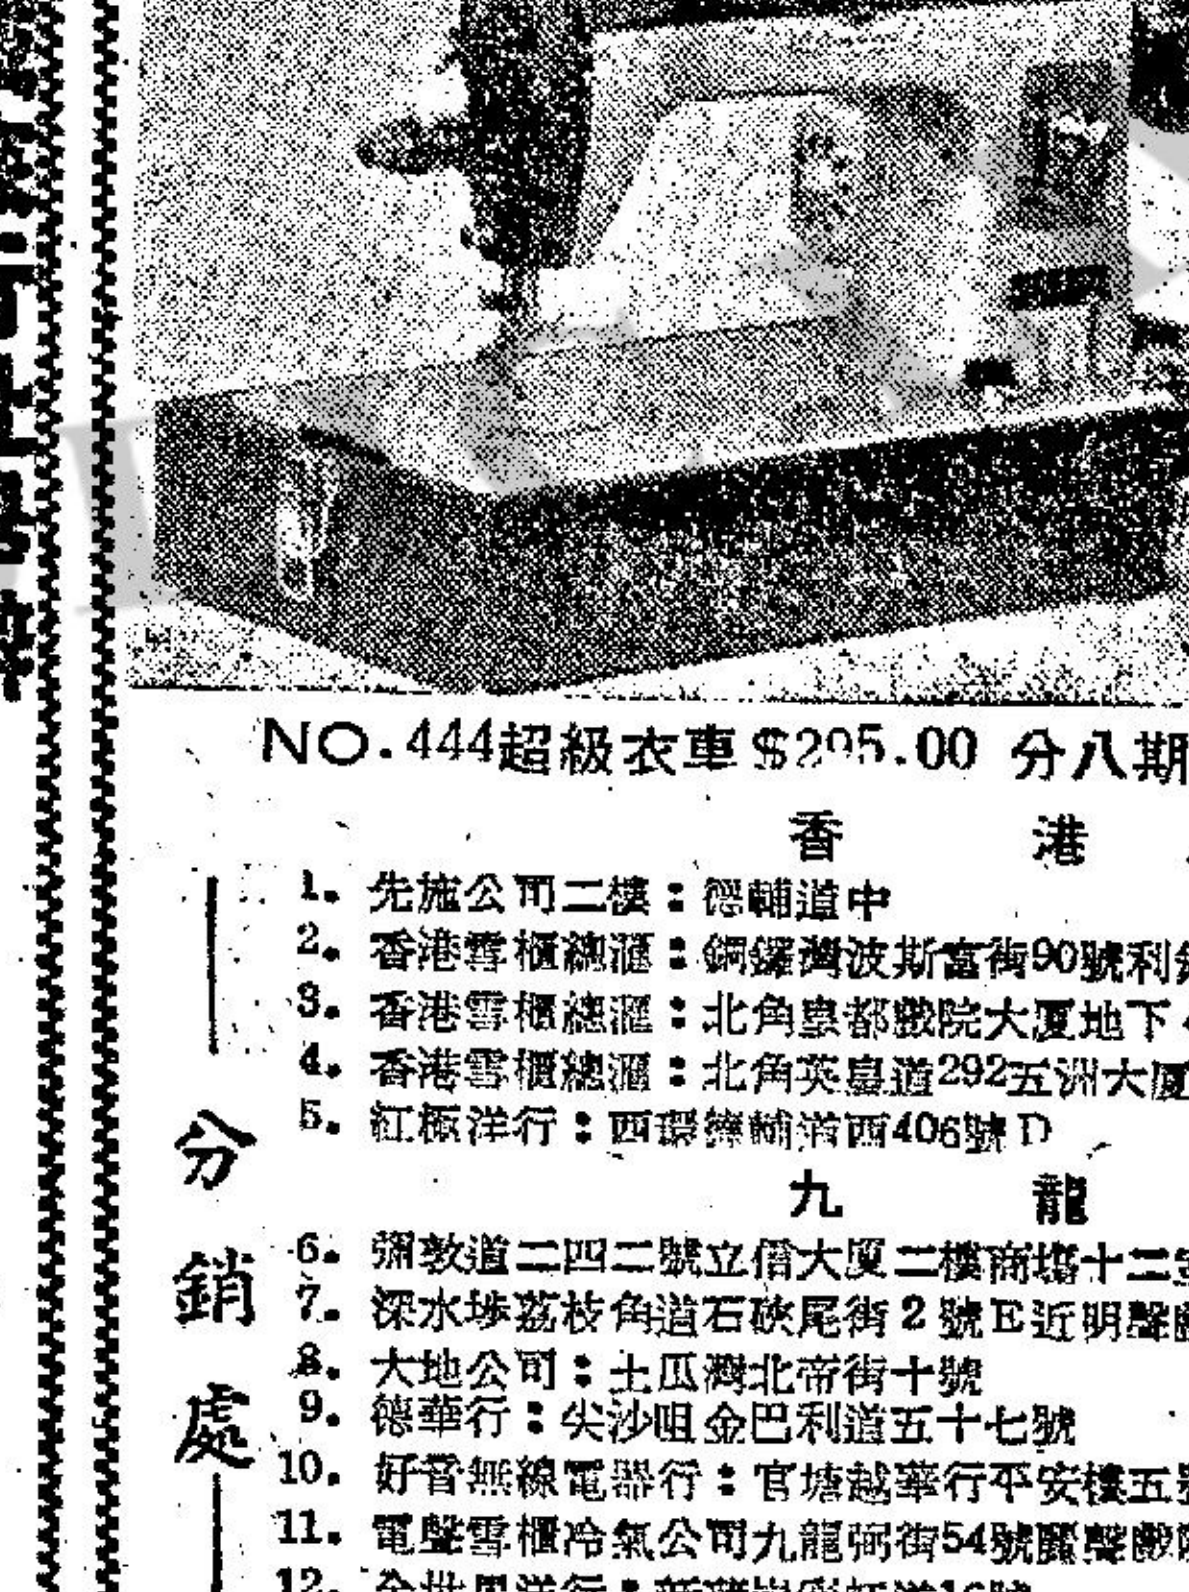 NO.444超級衣車$295.00 分八期
香港
1. 先施公司二樓：德輔道中
2. 香港雪櫃總滙：銅鑼灣波斯富街90號利
3. 香港雪櫃總滙：北角皇都戲院大厦地下
4. 香港雪櫃總滙：北角英皇道292五洲大厦
5. 紅極洋行：西環德輔道西406號D
九龍
6. 彌敦道二四二號立信大厦二樓商塲十二
7. 深水埗荔枝角道石硤尾街2號E近明聲
8. 大地公司：土瓜灣北帝街十號
9. 德華行：尖沙咀金巴利道五十七號
10. 好音無線電器行：官塘越華行平安樓五
11. 電聲雪櫃冷氣公司九龍弼街54號麗聲戲
12.
分銷處